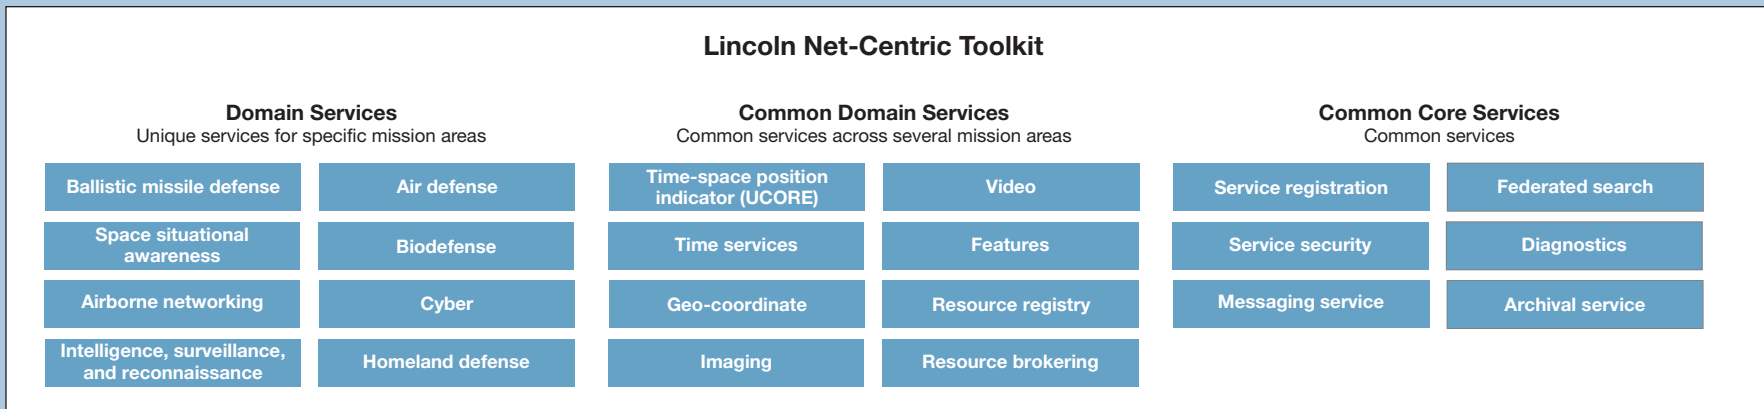 Lincoln Net-Centric Toolkit
Domain Services
Unique services for specific mission areas
Ballistic missile defense
Air defense
Space situational
awareness
Biodefense
Airborne networking
Cyber
Intelligence, surveillance,
and reconnaissance
Homeland defense
Common Domain Services
Common services across several mission areas
Time-space position
indicator (UCORE)
Video
Time services
Features
Geo-coordinate
Resource registry
Imaging
Resource brokering
Common Core Services
Common services
Service registration
Federated search
Service security
Diagnostics
Messaging service
Archival service